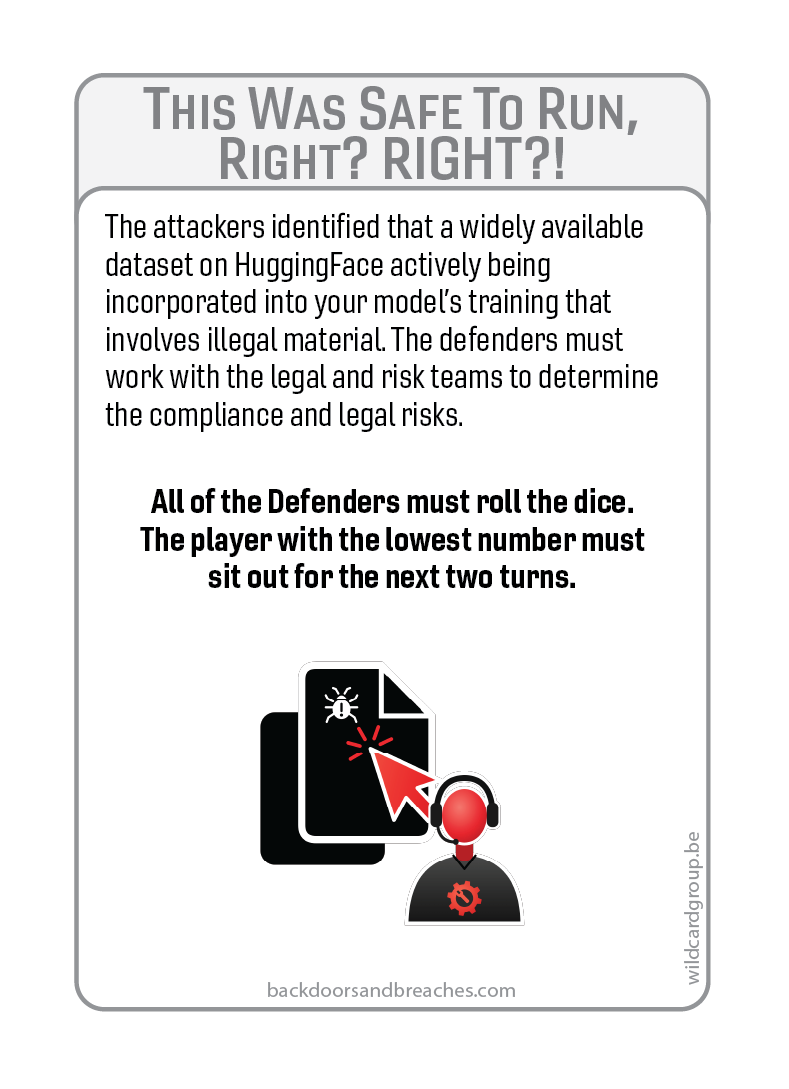 This Was Safe To Run,
Right? RIGHT?!
The attackers identified that a widely available
dataset on HuggingFace actively being
incorporated into your model's training that
involves illegal material. The defenders must
work with the legal and risk teams to determine
the compliance and legal risks.
All of the Defenders must roll the dice.
The player with the lowest number must
sit out for the next two turns.
wildcardgroup.be
backdoorsandbreaches.com